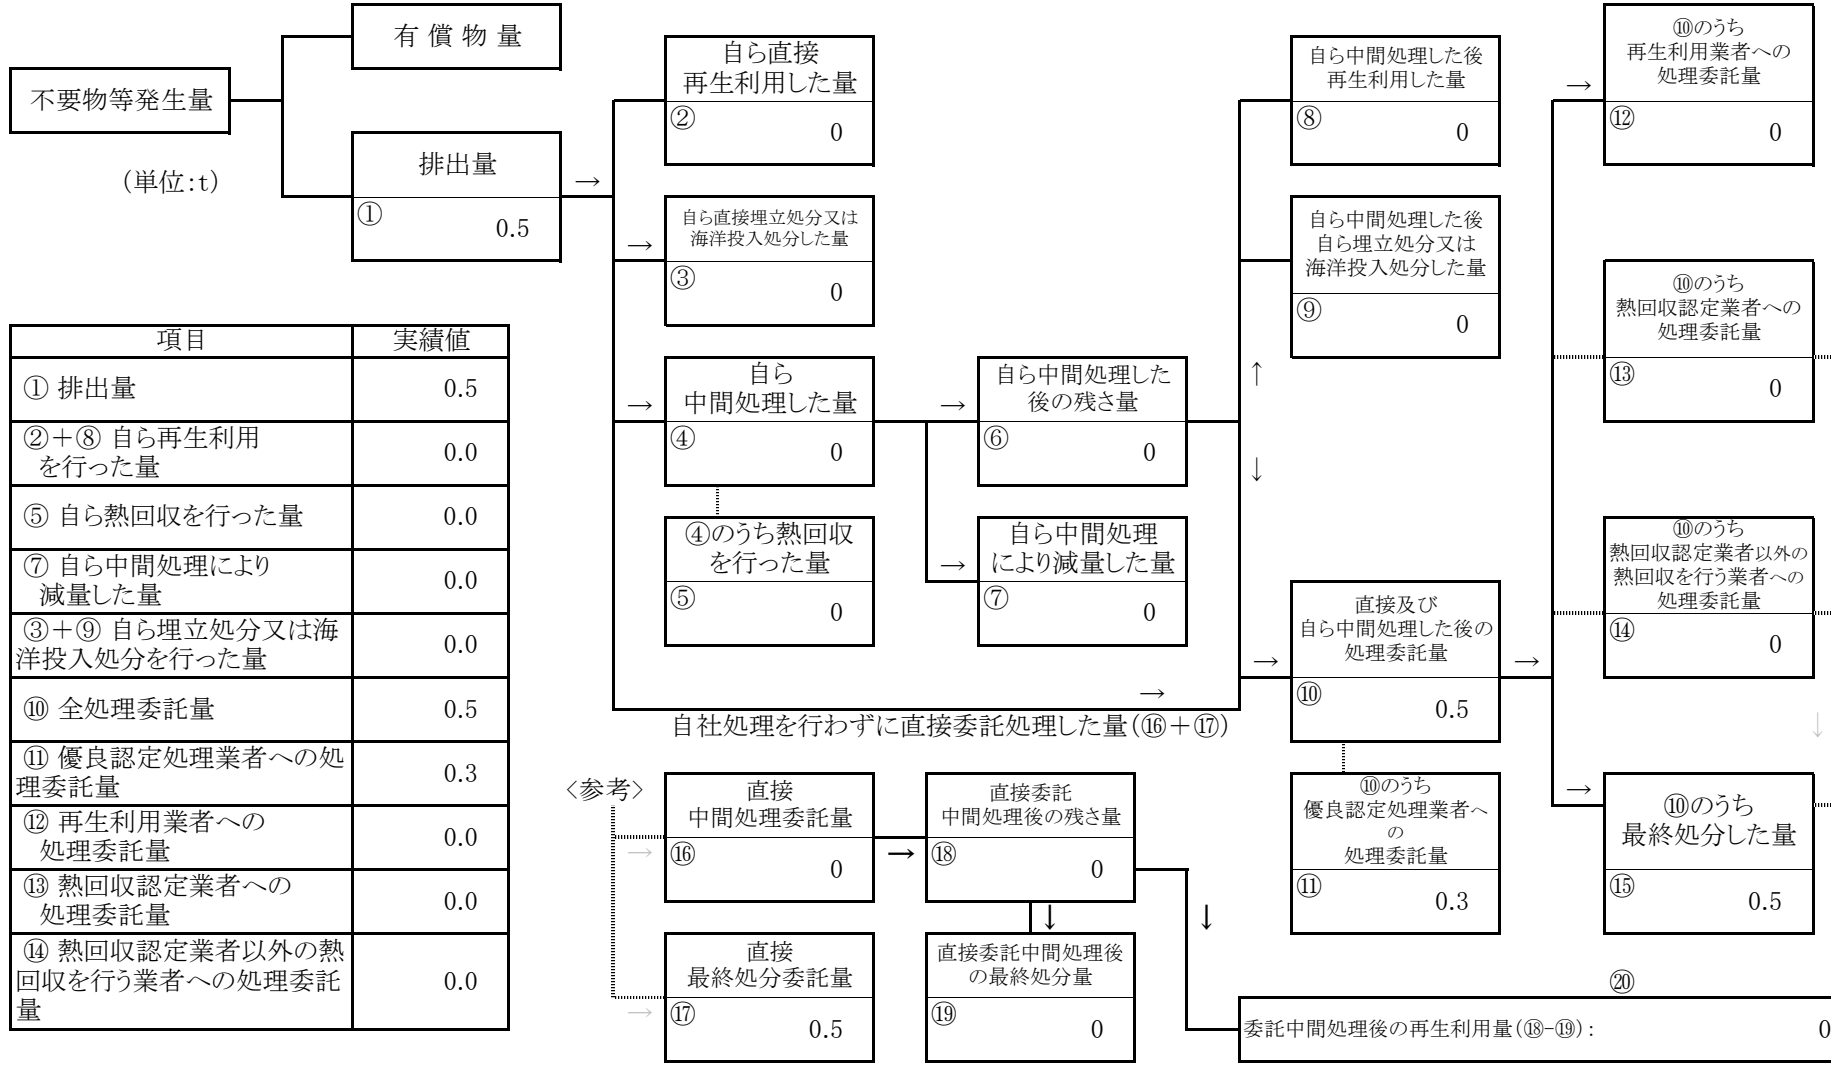 有 償 物 量
不要物等発生量
(単位:t)
排出量
①
0.5
→
自ら直接
再生利用した量
②
0
→
自ら直接埋立処分又は
海洋投入処分した量
③
0
→
自ら
中間処理した量
④
0
④のうち熱回収
を行った量
⑤
0
→
自ら中間処理した
後の残さ量
⑥
0
→
自ら中間処理
により減量した量
⑦
0
自ら中間処理した後
再生利用した量
⑧
0
自ら中間処理した後
自ら埋立処分又は
海洋投入処分した量
⑨
0
↑
↓
→
自社処理を行わずに直接委託処理した量(⑯+⑰)
→
直接及び
自ら中間処理した後の
処理委託量
⑩
0.5
⑩のうち
優良認定処理業者へ
の
処理委託量
⑪
0.3
→
→
⑩のうち
再生利用業者への
処理委託量
⑫
0
⑩のうち
熱回収認定業者への
処理委託量
⑬
0
⑩のうち
熱回収認定業者以外の
熱回収を行う業者への
処理委託量
⑭
0
↓
→
⑩のうち
最終処分した量
⑮
0.5
項目 実績値
① 排出量 0.5
②+⑧ 自ら再生利用
を行った量 0.0
⑤ 自ら熱回収を行った量 0.0
⑦ 自ら中間処理により
減量した量 0.0
③+⑨ 自ら埋立処分又は海
洋投入処分を行った量 0.0
⑩ 全処理委託量 0.5
⑪ 優良認定処理業者への処
理委託量 0.3
⑫ 再生利用業者への
処理委託量 0.0
⑬ 熱回収認定業者への
処理委託量 0.0
⑭ 熱回収認定業者以外の熱
回収を行う業者への処理委託
量 0.0
<参考>
→
直接
中間処理委託量
⑯
0
→
直接委託
中間処理後の残さ量
⑱
0
→
直接
最終処分委託量
⑰
0.5
↓
直接委託中間処理後
の最終処分量
⑲
0
↓
⑳
委託中間処理後の再生利用量(⑱-⑲): 0